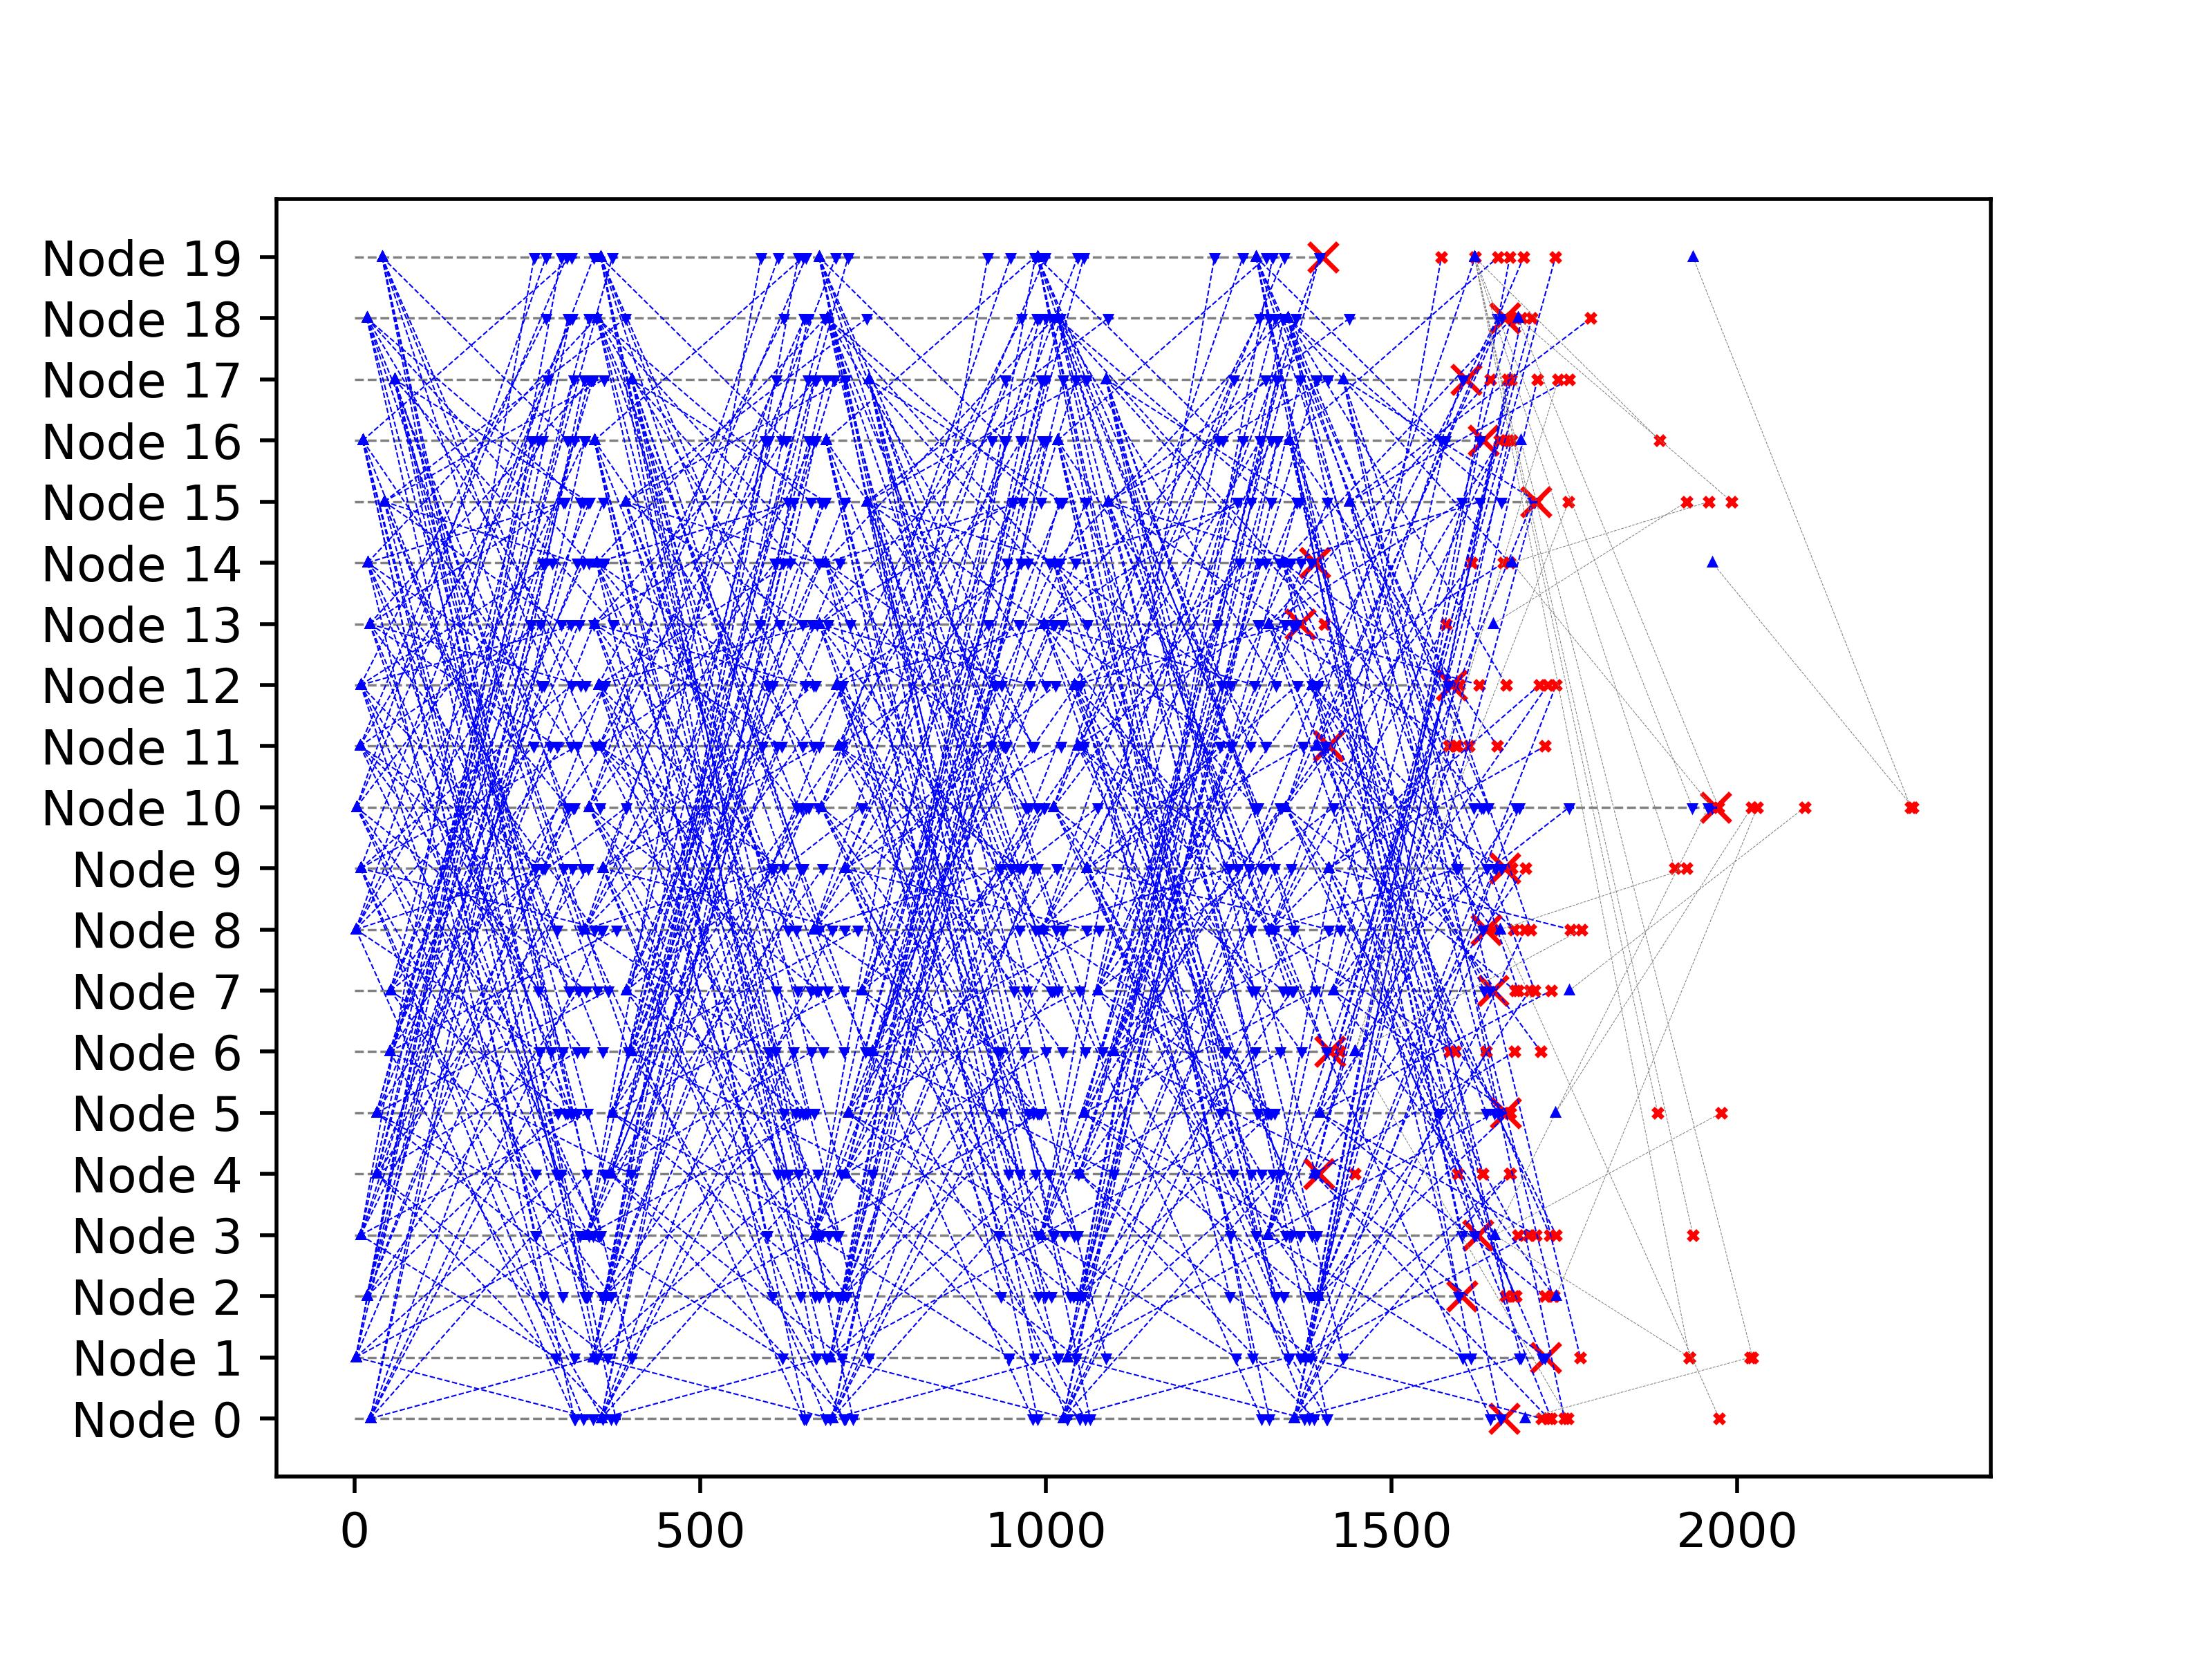 Node 19
Node 18
Node 17
Node 16
Node 15
Node 14
Node 13
Node 12
Node 11
Node 10
Node 9
Node 8
Node 7
Node 6
Node 5
Node 4
Node 3
Node 2
Node 1
Node 0
0 500 1000 1500 2000